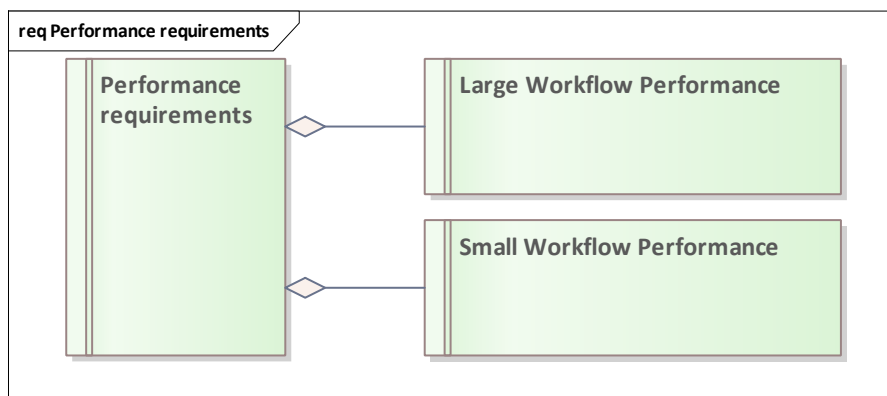 req Performance requirements
Performance
requirements
Large Workflow Performance
Small Workflow Performance